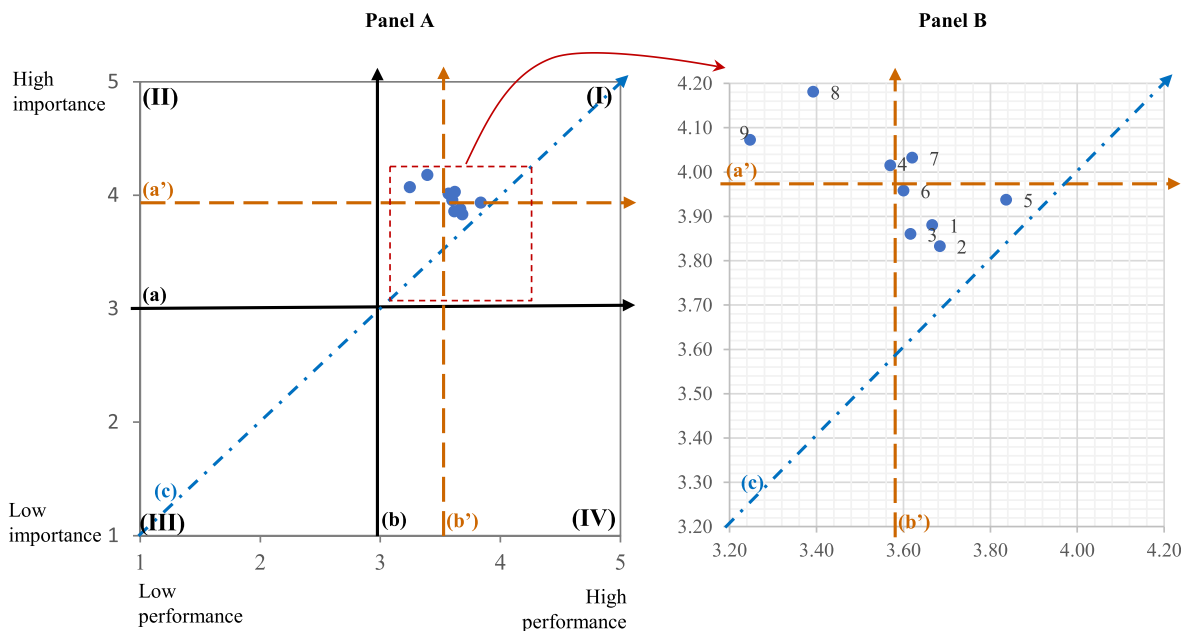 Panel A
High
importance
5
(II)
(I)
(a’)
4
(a)
3
2
(c)
(III)
(b)
(b’)
(IV)
Low
importance
1
1
2
3
4
5
Low
performance
High
performance
Panel B
4.20
8
4.10
9
4
7
4.00
(a’)
6
5
3.90
1
3
2
3.80
3.70
3.60
3.50
3.40
3.30
(c)
3.20
(b’)
3.20
3.40
3.60
3.80
4.00
4.20